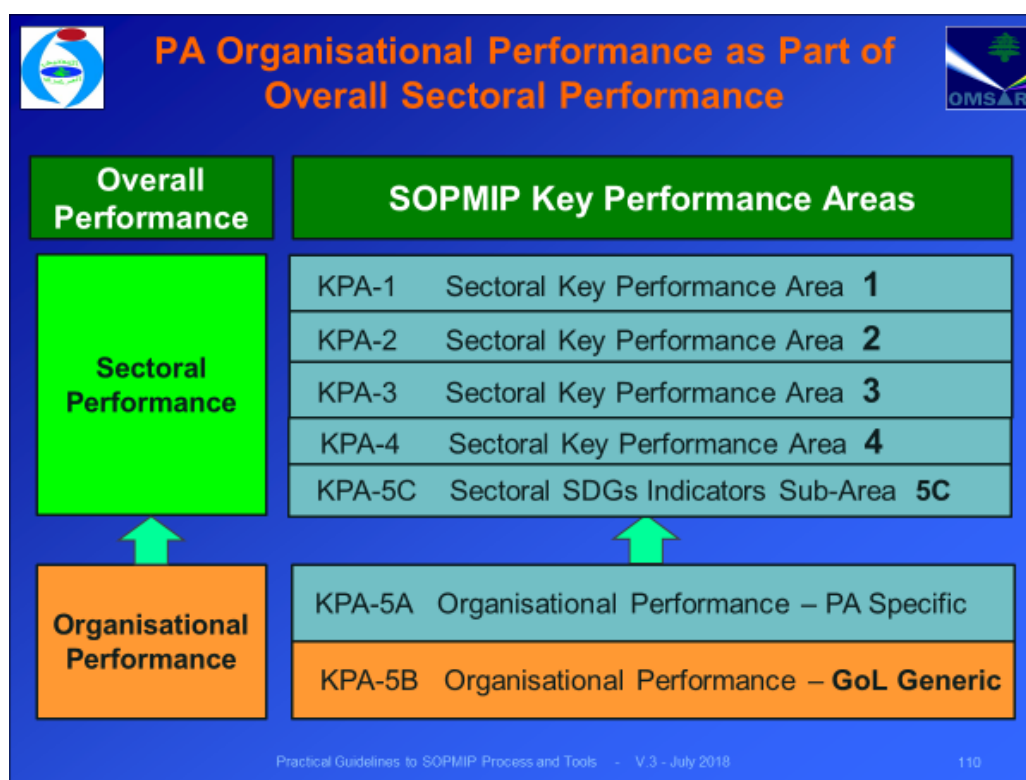 PA Organisational Performance as Part of
Overall Sectoral Performance
OMSAR
Overall
Performance
SOPMIP Key Performance Areas
Sectoral
Performance
KPA-1 Sectoral Key Performance Area 1
KPA-2 Sectoral Key Performance Area 2
KPA-3 Sectoral Key Performance Area 3
KPA-4 Sectoral Key Performance Area 4
KPA-5C Sectoral SDGs Indicators Sub-Area 5C
Organisational
Performance
KPA-5A Organisational Performance – PA Specific
KPA-5B Organisational Performance – GoL Generic
Practical Guidelines to SOPMIP Process and Tools - V.3 - July 2018
110